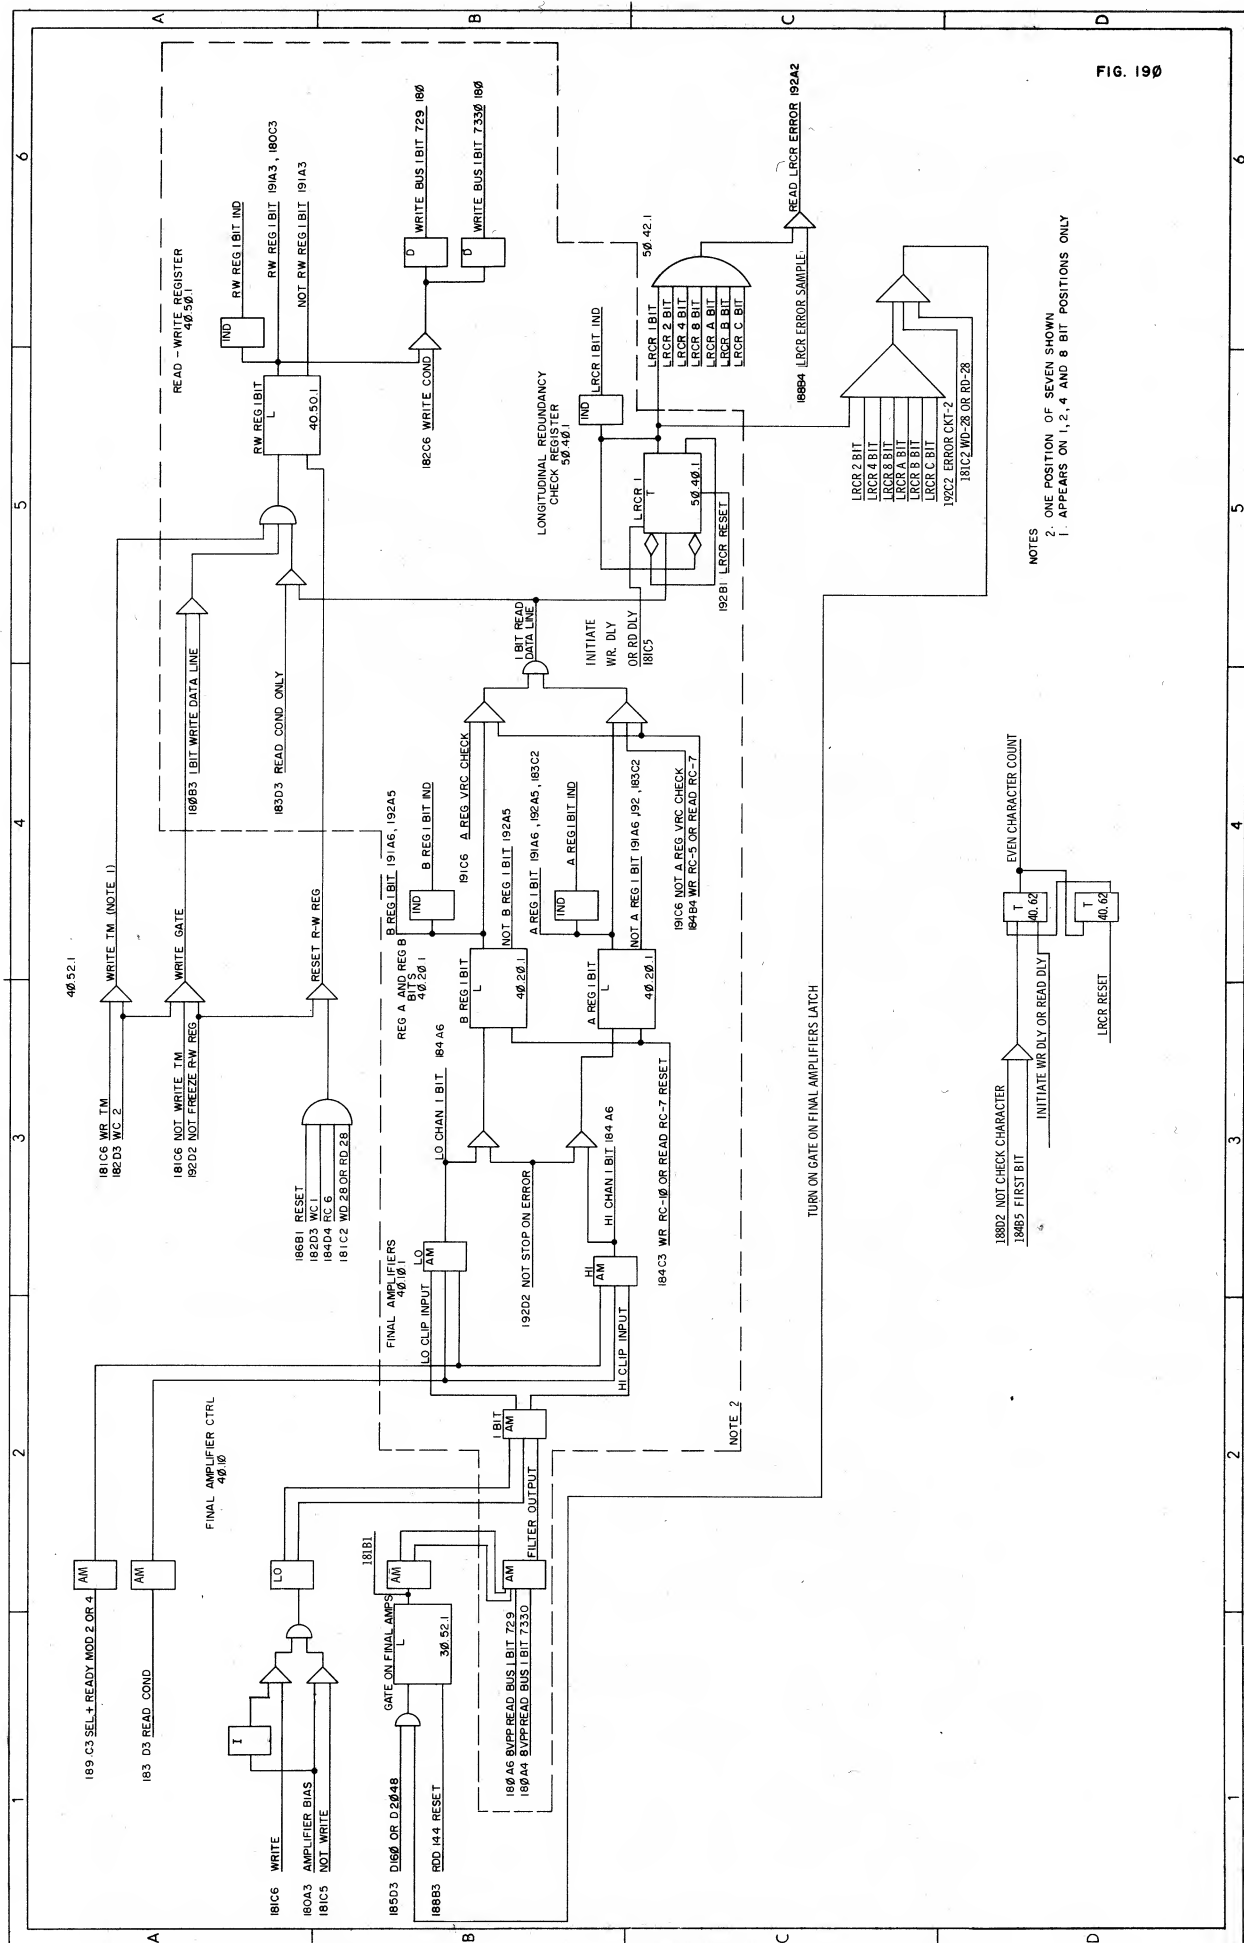 FIG. 190
1
2
3
4
5
6
A
B
C
D
189.C3 SEL.+ READY MOD 2 OR 4
AM
183 D3 READ COND
AM
FINAL AMPLIFIER CTRL
40.10
181C6 WRITE
180A3 AMPLIFIER BIAS
181C5 NOT WRITE
I
LO
185D3 D160 OR D2048
188B3 RDD 144 RESET
GATE ON FINAL AMPS
L
30.52.1
181B1
AM
180A6 8VPP READ BUS 1 BIT 729
180A4 8VPP READ BUS 1 BIT 7330
AM
FILTER OUTPUT
1 BIT
AM
NOTE 2
FINAL AMPLIFIERS
40.10.1
LO CLIP INPUT
HI CLIP INPUT
LO
AM
HI
AM
LO CHAN 1 BIT 184 A6
192D2 NOT STOP ON ERROR
HI CHAN 1 BIT 184 A6
184C3 WR RC-10 OR READ RC-7 RESET
40.52.1
181C6 WR TM
182D3 WC 2
WRITE TM (NOTE 1)
181C6 NOT WRITE TM
192D2 NOT FREEZE R-W REG
WRITE GATE
186B1 RESET
182D3 WC 1
184D4 RC 6
181C2 WD 28 OR RD 28
RESET R-W REG
REG A AND REG B
BITS
40.20.1
B REG 1 BIT
L
40.20.1
A REG 1 BIT
L
40.20.1
B REG 1 BIT 191A6, 192A5
IND
B REG 1 BIT IND
NOT B REG 1 BIT 192A5
A REG 1 BIT 191A6, 192A5, 183C2
IND
A REG 1 BIT IND
NOT A REG 1 BIT 191A6, 192, 183C2
191C6 A REG VRC CHECK
191C6 NOT A REG VRC CHECK
184B4 WR RC-5 OR READ RC-7
1 BIT READ
DATA LINE
180B3 1 BIT WRITE DATA LINE
183D3 READ COND ONLY
READ - WRITE REGISTER
40.50.1
RW REG 1 BIT
L
40.50.1
IND
RW REG 1 BIT IND
RW REG 1 BIT 191A3, 180C3
NOT RW REG 1 BIT 191A3
182C6 WRITE COND
D
WRITE BUS 1 BIT 729 180
D
WRITE BUS 1 BIT 7330 180
LONGITUDINAL REDUNDANCY
CHECK REGISTER
50.40.1
INITIATE
WR. DLY
OR RD DLY
181C5
LRCR 1
T
50.40.1
192B1 LRCR RESET
IND
LRCR 1 BIT IND
50.42.1
LRCR 1 BIT
LRCR 2 BIT
LRCR 4 BIT
LRCR 8 BIT
LRCR A BIT
LRCR B BIT
LRCR C BIT
188B4 LRCR ERROR SAMPLE
READ LRCR ERROR 192A2
LRCR 2 BIT
LRCR 4 BIT
LRCR 8 BIT
LRCR A BIT
LRCR B BIT
LRCR C BIT
192C2 ERROR CKT-2
181C2 WD-28 OR RD-28
TURN ON GATE ON FINAL AMPLIFIERS LATCH
188D2 NOT CHECK CHARACTER
184B5 FIRST BIT
INITIATE WR DLY OR READ DLY
LRCR RESET
T
40.62
T
40.62
EVEN CHARACTER COUNT
NOTES
2. ONE POSITION OF SEVEN SHOWN
1. APPEARS ON 1, 2, 4 AND 8 BIT POSITIONS ONLY
A
B
C
D
1
2
3
4
5
6